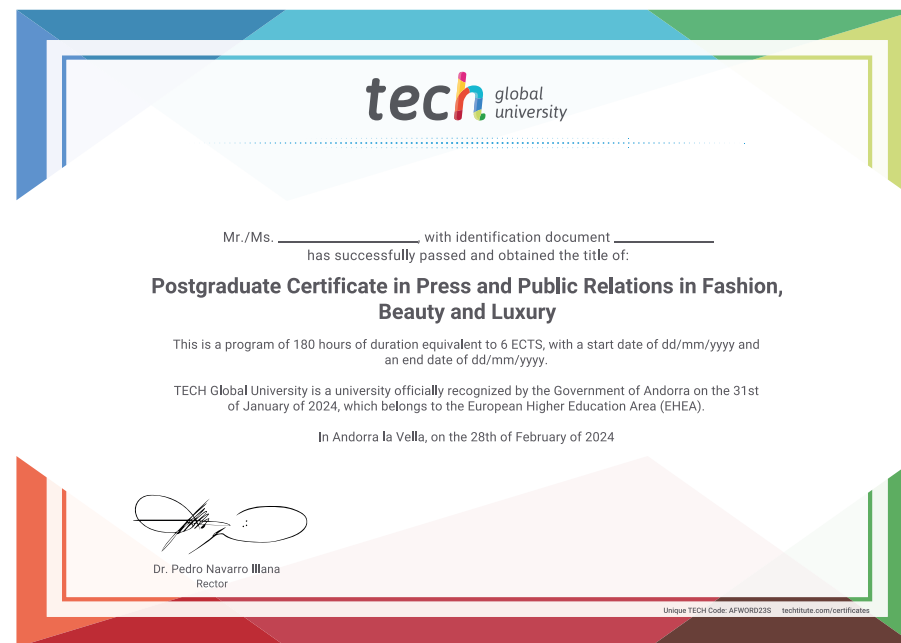 tech global university
Mr./Ms. ____________, with identification document ____________
has successfully passed and obtained the title of:
Postgraduate Certificate in Press and Public Relations in Fashion,
Beauty and Luxury
This is a program of 180 hours of duration equivalent to 6 ECTS, with a start date of dd/mm/yyyy and
an end date of dd/mm/yyyy.
TECH Global University is a university officially recognized by the Government of Andorra on the 31st
of January of 2024, which belongs to the European Higher Education Area (EHEA).
In Andorra la Vella, on the 28th of February of 2024
Dr. Pedro Navarro Illana
Rector
Unique TECH Code: AFWORD23S techtitute.com/certificates